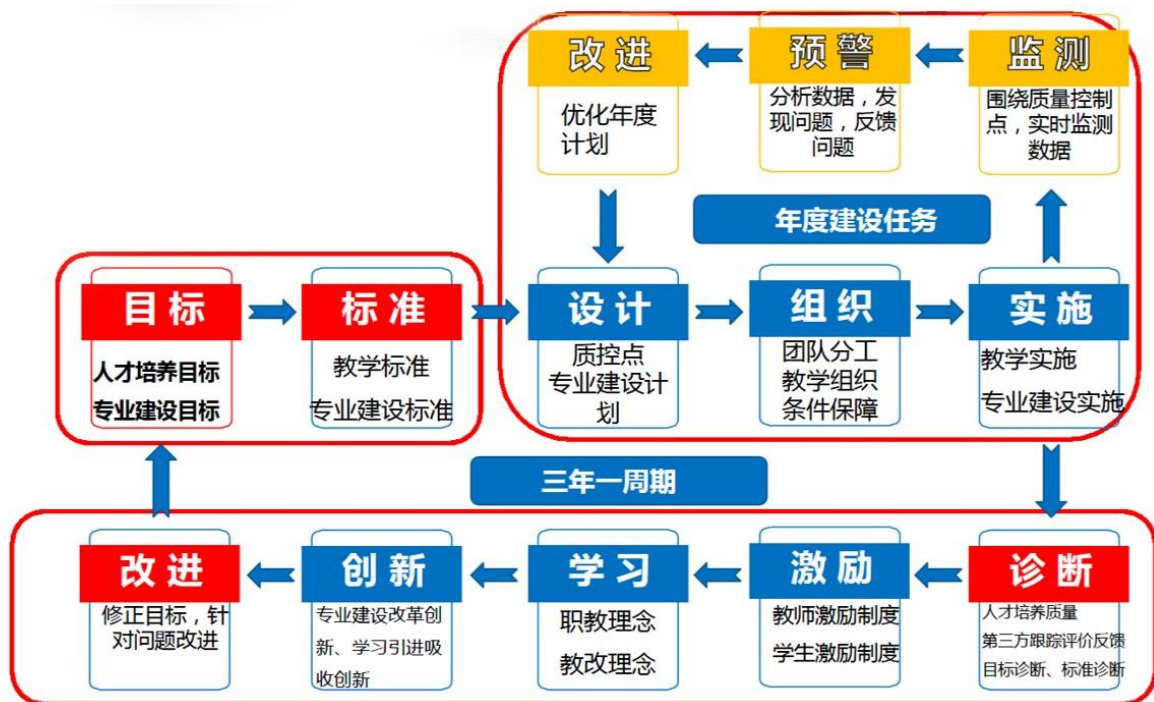 改进
优化年度
计划
预警
分析数据，发
现问题，反馈
问题
监测
围绕质量控制
点，实时监测
数据
年度建设任务
目标
人才培养目标
专业建设目标
标准
教学标准
专业建设标准
设计
质控点
专业建设计
划
组织
团队分工
教学组织
条件保障
实施
教学实施
专业建设实施
三年一周期
改进
修正目标，针
对问题改进
创新
专业建设改革创
新、学习引进吸
收创新
学习
职教理念
教改理念
激励
教师激励制度
学生激励制度
诊断
人才培养质量
第三方跟踪评价反馈
目标诊断、标准诊断